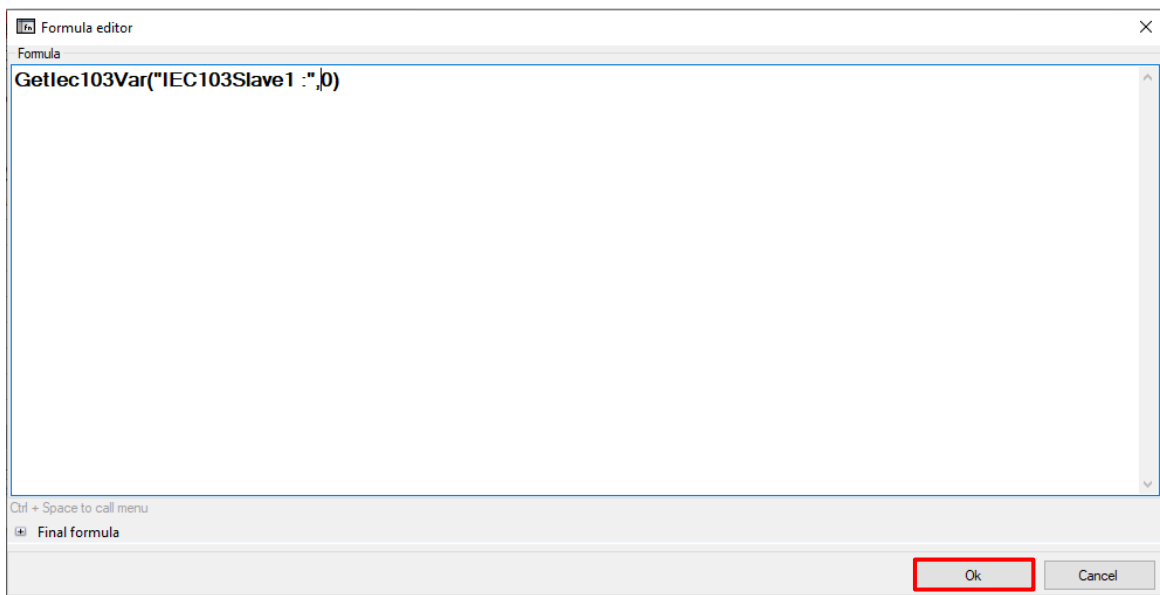 Formula editor
Formula
GetIec103Var("IEC103Slave1 :",0)
Ctrl + Space to call menu
Final formula
Ok
Cancel